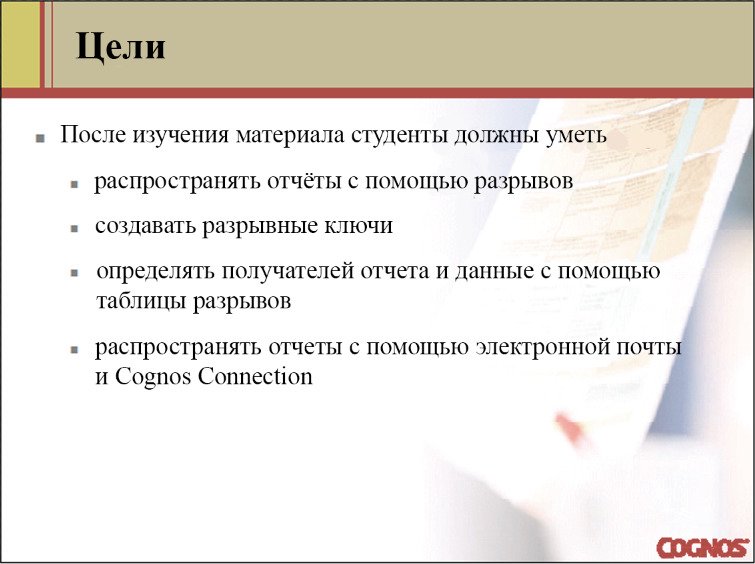 Цели
После изучения материала студенты должны уметь
распространять отчёты с помощью разрывов
создавать разрывные ключи
определять получателей отчета и данные с помощью
таблицы разрывов
распространять отчеты с помощью электронной почты
и Cognos Connection
COGNOS